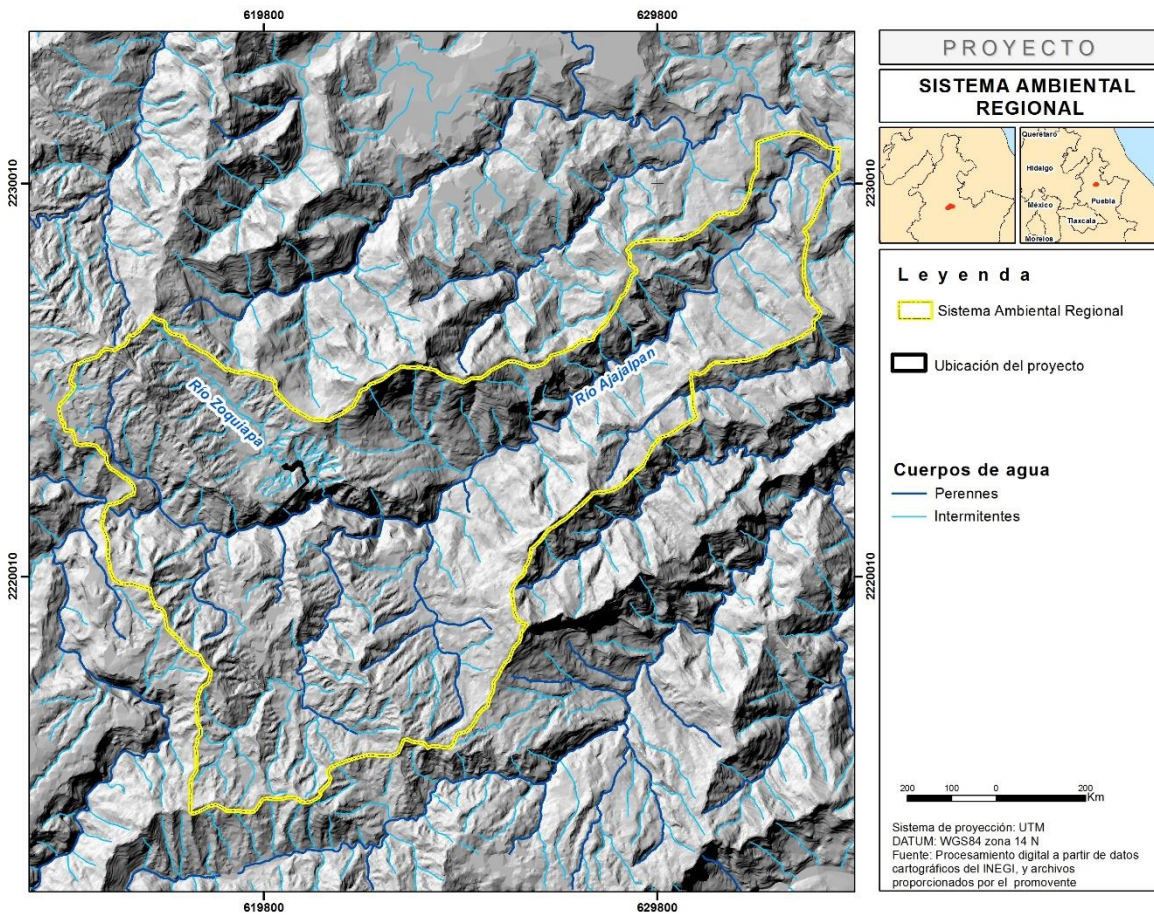 619800
629800
2230010
2220010
Río Zoquiapa
Río Ajajalpan
2230010
2220010
619800
629800
PROYECTO
SISTEMA AMBIENTAL
REGIONAL
Querétaro
Hidalgo
México
Puebla
Tlaxcala
Morelos
Leyenda
Sistema Ambiental Regional
Ubicación del proyecto
Cuerpos de agua
Perennes
Intermitentes
200 100 0 200
Km
Sistema de proyección: UTM
DATUM: WGS84 zona 14 N
Fuente: Procesamiento digital a partir de datos
cartográficos del INEGI, y archivos
proporcionados por el promovente